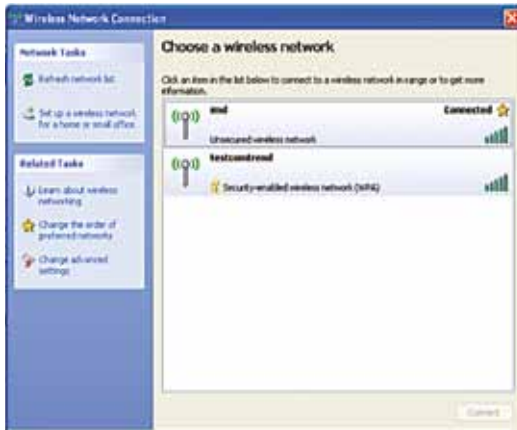 Wireless Network Connection
Network Tasks
Refresh network list
Set up a wireless network
for a home or small office
Related Tasks
Learn about wireless
networking
Change the order of
preferred networks
Change advanced
settings
Choose a wireless network
Click an item in the list below to connect to a wireless network in range or to get more
information.
Connected
Unsecured wireless network
testcomtrend
Security-enabled wireless network (WPA)
Connect